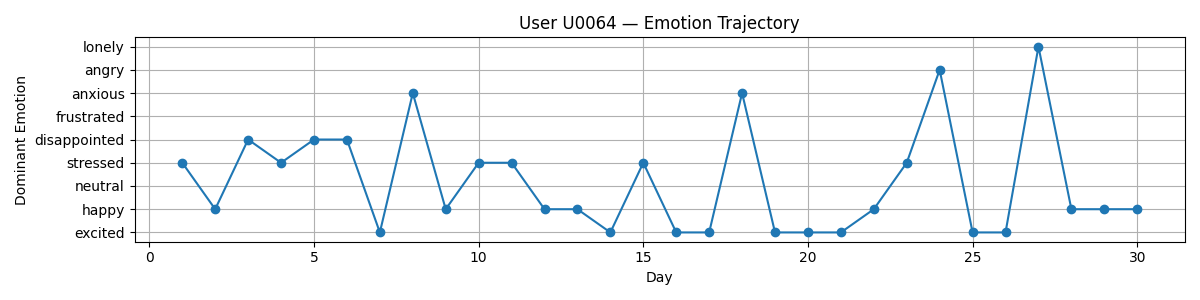 User U0064 — Emotion Trajectory
Dominant Emotion
lonely
angry
anxious
frustrated
disappointed
stressed
neutral
happy
excited
0 5 10 15 20 25 30
Day